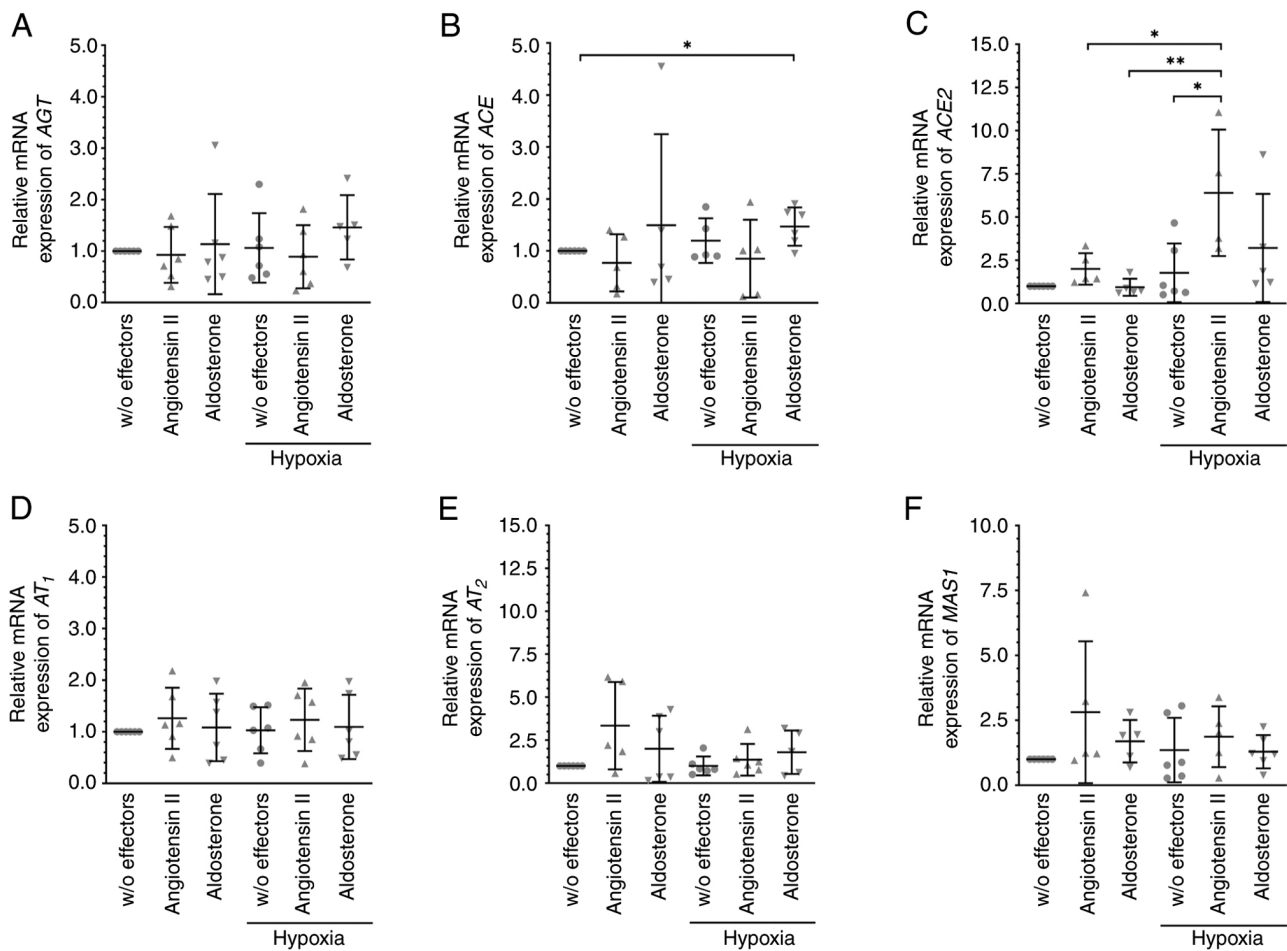 A
Relative mRNA
expression of AGT
5.0
4.0
3.0
2.0
1.0
0.0
w/o effectors
Angiotensin II
Aldosterone
w/o effectors
Angiotensin II
Aldosterone
Hypoxia
B
Relative mRNA
expression of ACE
5.0
4.0
3.0
2.0
1.0
0.0
*
w/o effectors
Angiotensin II
Aldosterone
w/o effectors
Angiotensin II
Aldosterone
Hypoxia
C
Relative mRNA
expression of ACE2
15.0
12.5
10.0
7.5
5.0
2.5
0.0
*
**
*
w/o effectors
Angiotensin II
Aldosterone
w/o effectors
Angiotensin II
Aldosterone
Hypoxia
D
Relative mRNA
expression of AT1
5.0
4.0
3.0
2.0
1.0
0.0
w/o effectors
Angiotensin II
Aldosterone
w/o effectors
Angiotensin II
Aldosterone
Hypoxia
E
Relative mRNA
expression of AT2
15.0
12.5
10.0
7.5
5.0
2.5
0.0
w/o effectors
Angiotensin II
Aldosterone
w/o effectors
Angiotensin II
Aldosterone
Hypoxia
F
Relative mRNA
expression of MAS1
10.0
7.5
5.0
2.5
0.0
w/o effectors
Angiotensin II
Aldosterone
w/o effectors
Angiotensin II
Aldosterone
Hypoxia